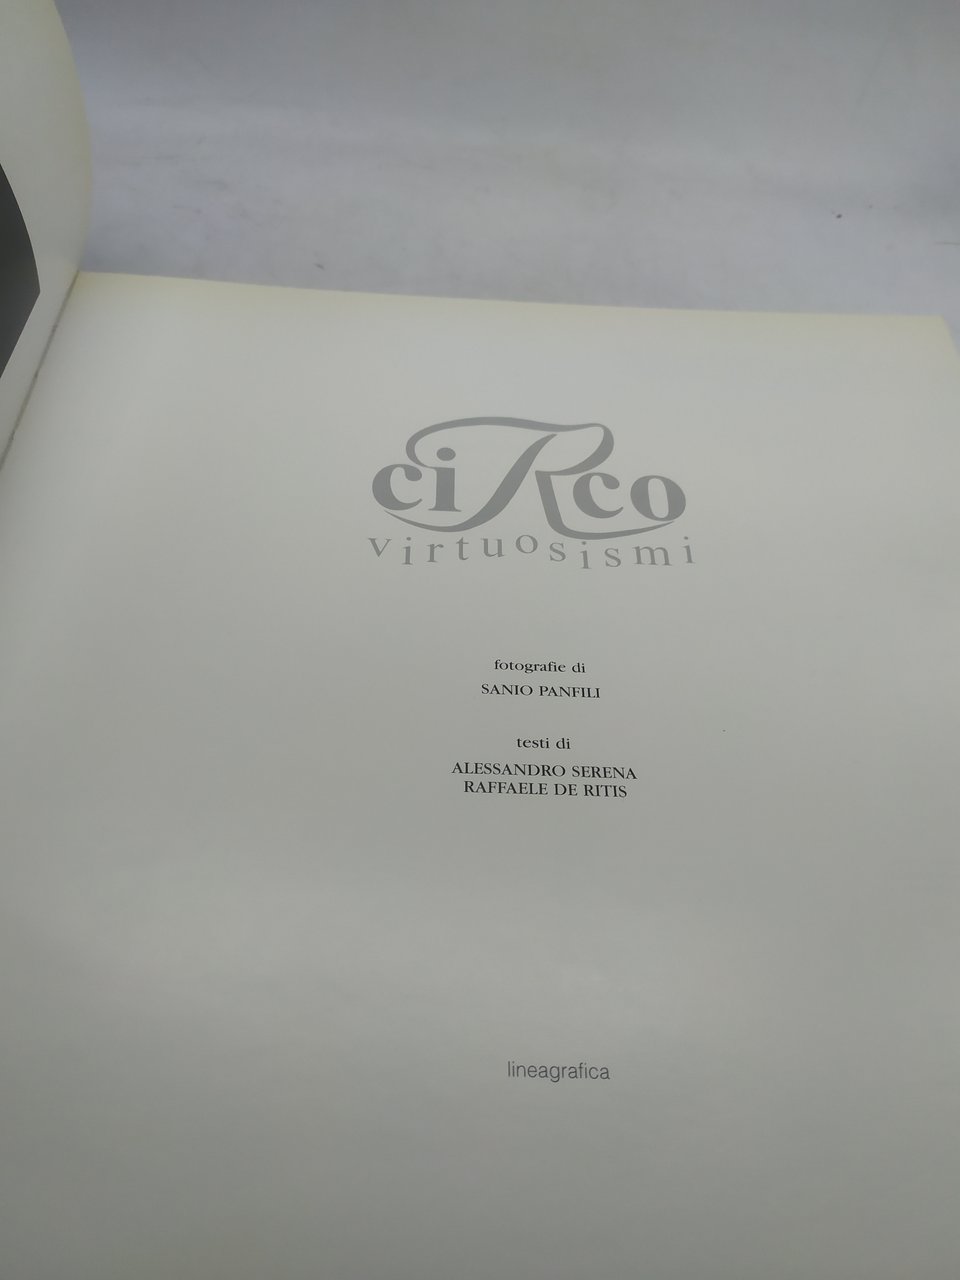 ciRco
virtuosismi
fotografie di
SANIO PANFILI
testi di
ALESSANDRO SERENA
RAFFAELE DE RITIS
lineagrafica